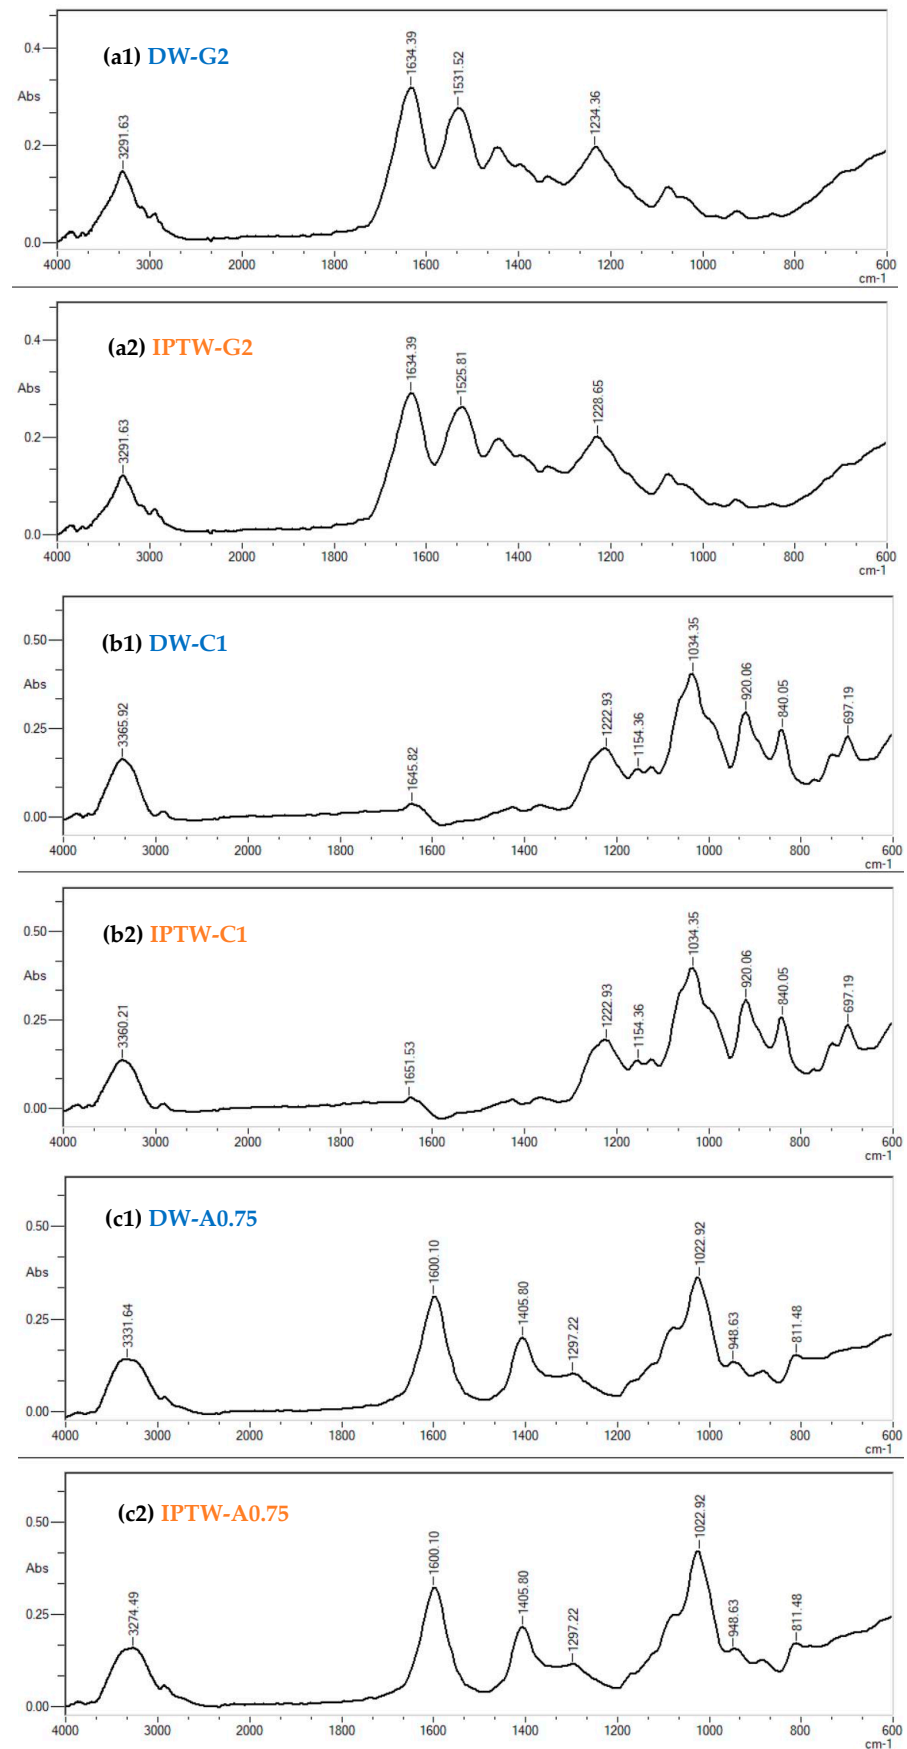 (a1) DW-G2
Abs
0.4
0.2
0.0
3291.63
1634.39
1531.52
1234.36
4000 3000 2000 1800 1600 1400 1200 1000 800 600
cm-1
(a2) IPTW-G2
Abs
0.4
0.2
0.0
3291.63
1634.39
1525.81
1228.65
4000 3000 2000 1800 1600 1400 1200 1000 800 600
cm-1
(b1) DW-C1
Abs
0.50
0.25
0.00
3365.92
1645.82
1222.93
1154.36
1034.35
920.06
840.05
697.19
4000 3000 2000 1800 1600 1400 1200 1000 800 600
cm-1
(b2) IPTW-C1
Abs
0.50
0.25
0.00
3360.21
1651.53
1222.93
1154.36
1034.35
920.06
840.05
697.19
4000 3000 2000 1800 1600 1400 1200 1000 800 600
cm-1
(c1) DW-A0.75
Abs
0.50
0.25
0.00
3331.64
1600.10
1405.80
1297.22
1022.92
948.63
811.48
4000 3000 2000 1800 1600 1400 1200 1000 800 600
cm-1
(c2) IPTW-A0.75
Abs
0.50
0.25
0.00
3274.49
1600.10
1405.80
1297.22
1022.92
948.63
811.48
4000 3000 2000 1800 1600 1400 1200 1000 800 600
cm-1